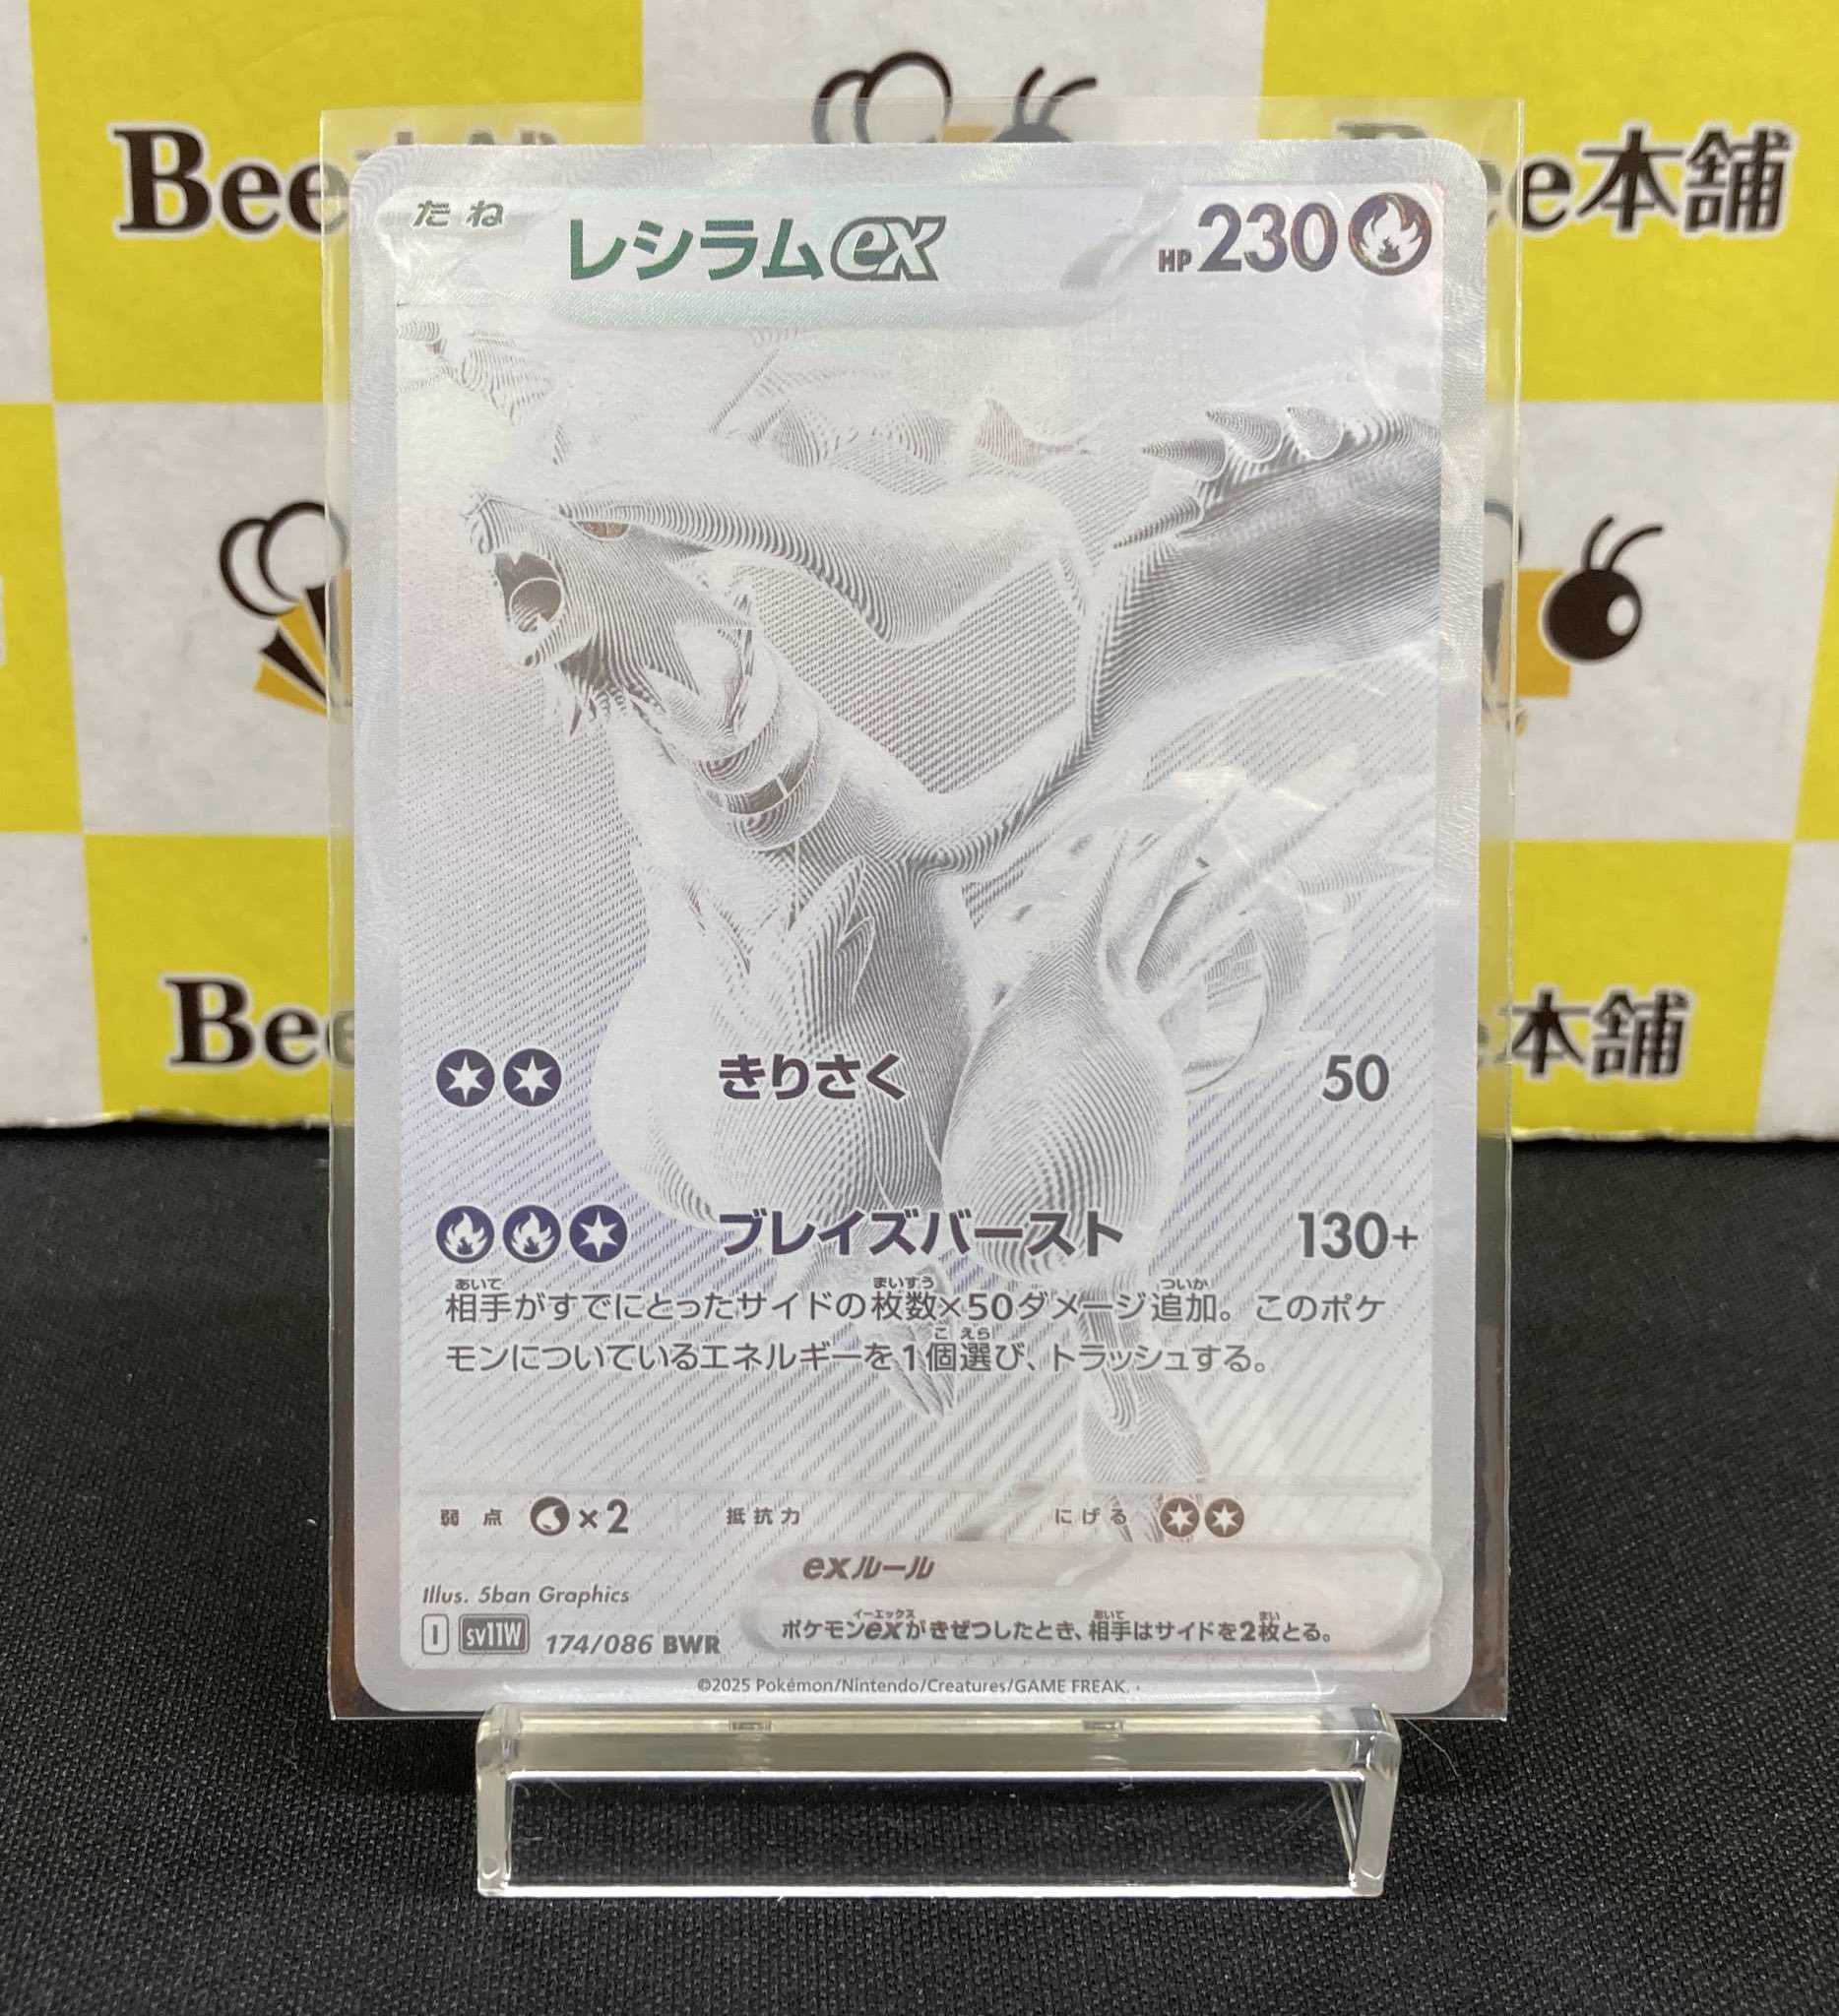 Bee
Bee本舗
たね
レシラムex
HP230
きりさく
50
ブレイズバースト
130+
あいて まいすう ついか
相手がすでにとったサイドの枚数×50ダメージ追加。このポケ
こ えら
モンについているエネルギーを1個選び、トラッシュする。
Bee
本舗
弱点 ×2 抵抗力 にげる
exルール
Illus. 5ban Graphics
イーエックス あいて まい
ポケモンexがきぜつしたとき、相手はサイドを2枚とる。
I SV11W 174/086 BWR
©2025 Pokémon/Nintendo/Creatures/GAME FREAK.